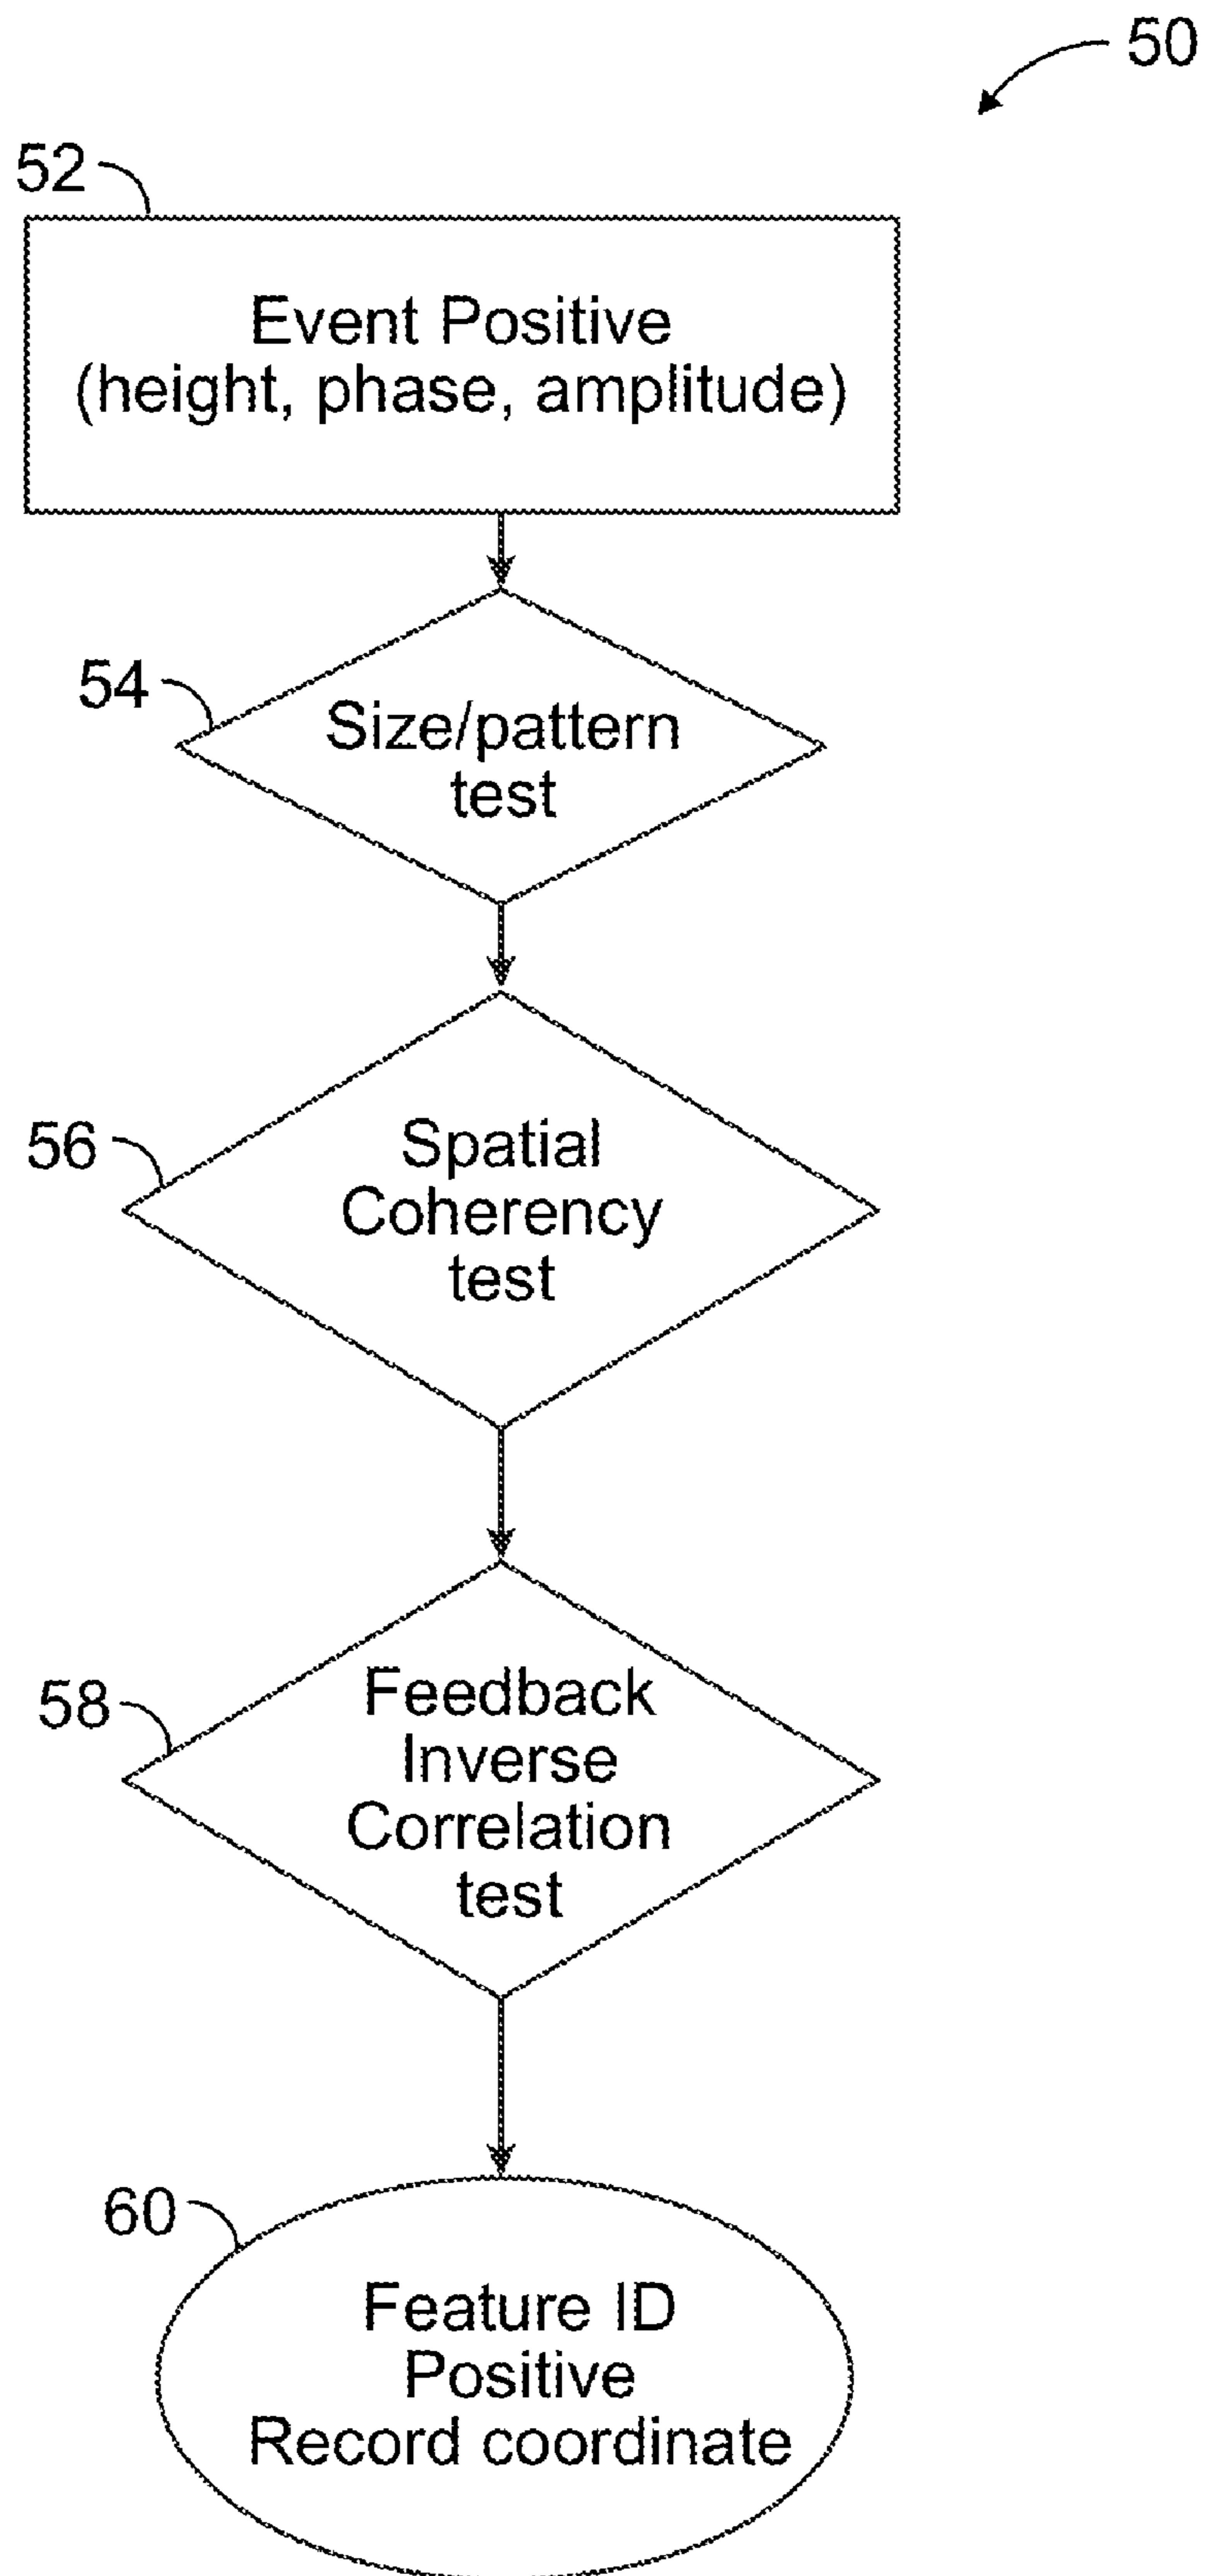 50
52
Event Positive
(height, phase, amplitude)
54
Size/pattern
test
56
Spatial
Coherency
test
58
Feedback
Inverse
Correlation
test
60
Feature ID
Positive
Record coordinate